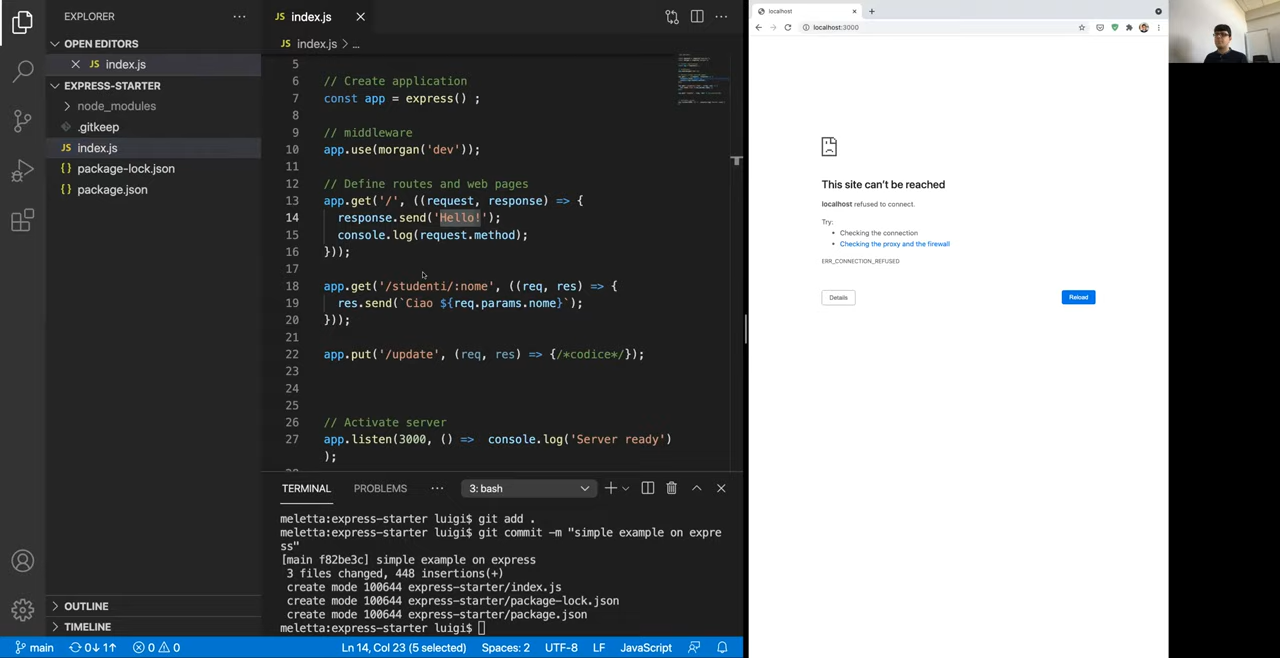 EXPLORER
OPEN EDITORS
index.js
EXPRESS-STARTER
node_modules
.gitkeep
JS index.js
{} package-lock.json
{} package.json
OUTLINE
TIMELINE
JS index.js
JS index.js > ...
5
6 // Create application
7 const app = express() ;
8
9 // middleware
10 app.use(morgan('dev'));
11
12 // Define routes and web pages
13 app.get('/', ((request, response) => {
14 response.send('Hello!');
15 console.log(request.method);
16 }));
17
18 app.get('/studenti/:nome', ((req, res) => {
19 res.send(`Ciao ${req.params.nome}`);
20 }));
21
22 app.put('/update', (req, res) => {/*codice*/});
23
24
25
26 // Activate server
27 app.listen(3000, () => console.log('Server ready')
);
TERMINAL PROBLEMS ... 3: bash
meletta:express-starter luigi$ git add .
meletta:express-starter luigi$ git commit -m "simple example on expre
ss"
[main f82be3c] simple example on express
3 files changed, 448 insertions(+)
create mode 100644 express-starter/index.js
create mode 100644 express-starter/package-lock.json
create mode 100644 express-starter/package.json
meletta:express-starter luigi$
main 0↓ 1↑ 0 0 Ln 14, Col 23 (5 selected) Spaces: 2 UTF-8 LF JavaScript
localhost
localhost:3000
This site can't be reached
localhost refused to connect.
Try:
• Checking the connection
• Checking the proxy and the firewall
ERR_CONNECTION_REFUSED
Details Reload